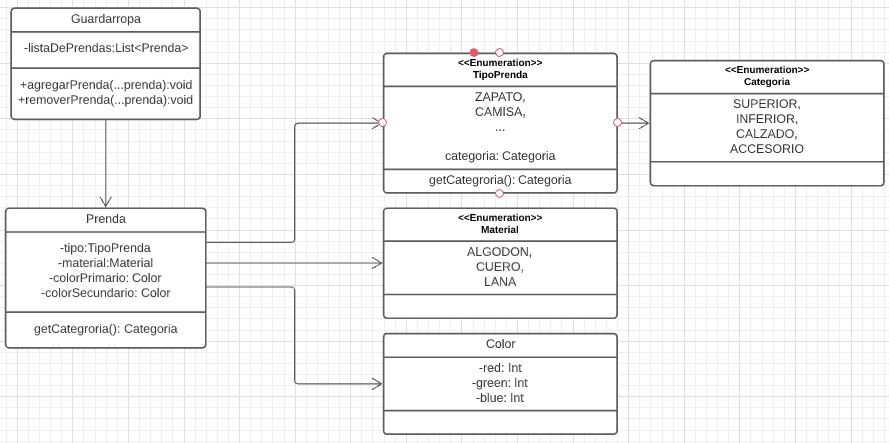 Guardarropa
-listaDePrendas:List<Prenda>
+agregarPrenda(...prenda):void
+removerPrenda(...prenda):void
<<Enumeration>>
TipoPrenda
ZAPATO,
CAMISA,
...
categoria: Categoria
getCategroria(): Categoria
<<Enumeration>>
Categoria
SUPERIOR,
INFERIOR,
CALZADO,
ACCESORIO
Prenda
-tipo:TipoPrenda
-material:Material
-colorPrimario: Color
-colorSecundario: Color
getCategroria(): Categoria
<<Enumeration>>
Material
ALGODON,
CUERO,
LANA
Color
-red: Int
-green: Int
-blue: Int